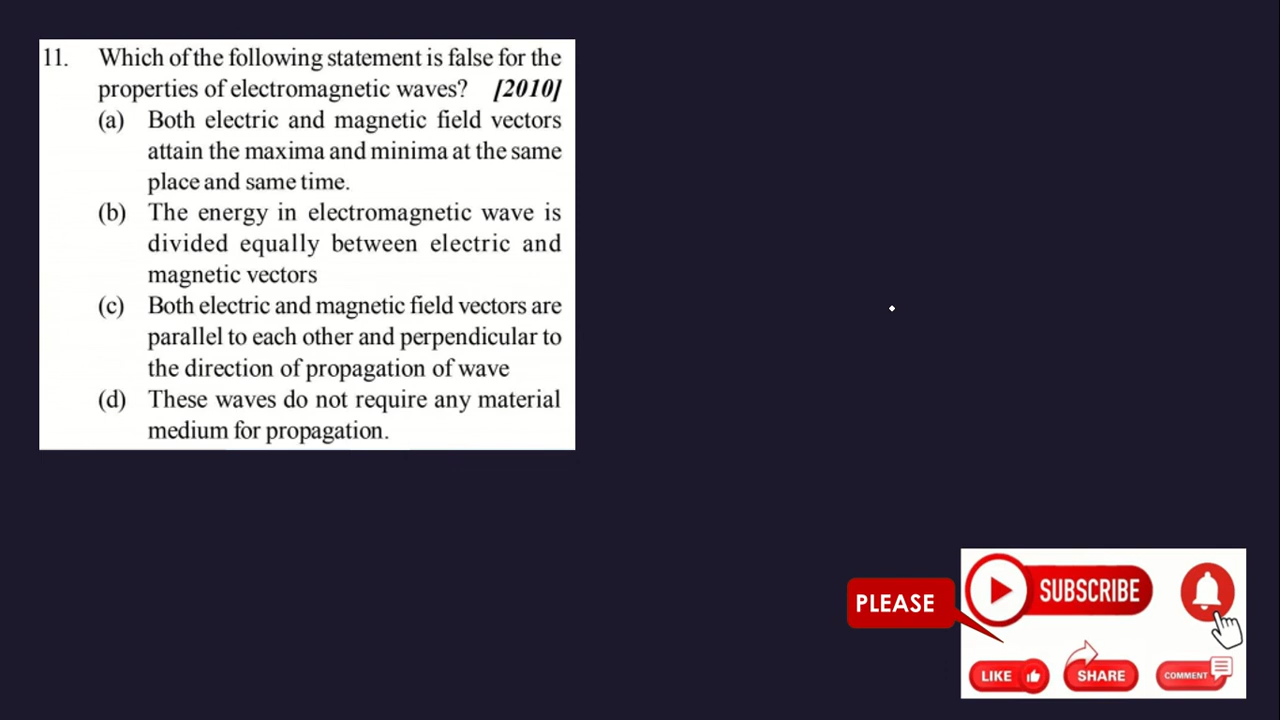 11. Which of the following statement is false for the
properties of electromagnetic waves? [2010]
(a) Both electric and magnetic field vectors
attain the maxima and minima at the same
place and same time.
(b) The energy in electromagnetic wave is
divided equally between electric and
magnetic vectors
(c) Both electric and magnetic field vectors are
parallel to each other and perpendicular to
the direction of propagation of wave
(d) These waves do not require any material
medium for propagation.
PLEASE
SUBSCRIBE
LIKE
SHARE
COMMENT